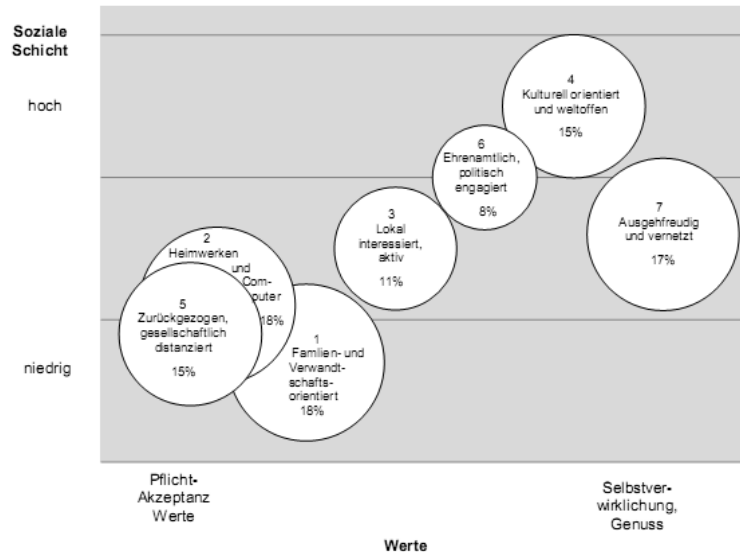 Soziale
Schicht
hoch
niedrig
4
Kulturell orientiert
und weltoffen
15%
6
Ehrenamtlich,
politisch
engagiert
8%
7
Ausgehfreudig
und vernetzt
17%
3
Lokal
interessiert,
aktiv
11%
2
Heimwerken
und
Com-
puter
18%
5
Zurückgezogen,
gesellschaftlich
distanziert
15%
1
Familien- und
Verwandt-
schafts-
orientiert
18%
Pflicht-
Akzeptanz
Werte
Selbstver-
wirklichung,
Genuss
Werte